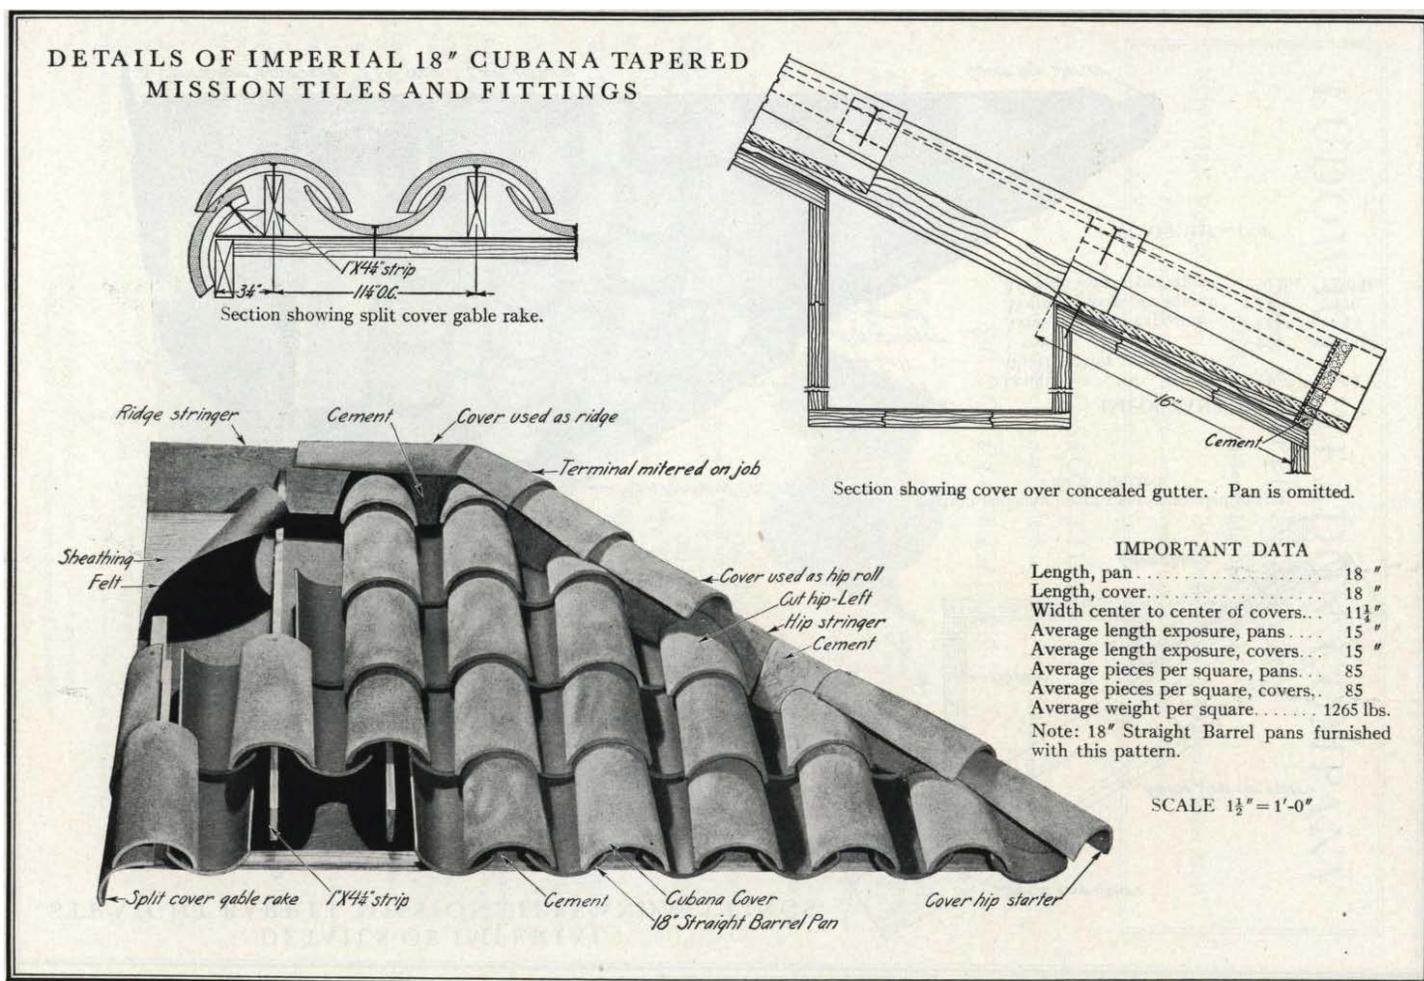 DETAILS OF IMPERIAL 18" CUBANA TAPERED
MISSION TILES AND FITTINGS
1"X4¼" strip
3¼"
11¼" O.C.
Section showing split cover gable rake.
16"
Cement
Section showing cover over concealed gutter. Pan is omitted.
Ridge stringer
Cement
Cover used as ridge
Terminal mitered on job
Sheathing
Felt
Cover used as hip roll
Cut hip-Left
Hip stringer
Cement
Split cover gable rake
1"X4¼" strip
Cement
Cubana Cover
18" Straight Barrel Pan
Cover hip starter
IMPORTANT DATA
Length, pan.................... 18 "
Length, cover.................. 18 "
Width center to center of covers... 11¼"
Average length exposure, pans .... 15 "
Average length exposure, covers... 15 "
Average pieces per square, pans... 85
Average pieces per square, covers.. 85
Average weight per square....... 1265 lbs.
Note: 18" Straight Barrel pans furnished
with this pattern.
SCALE 1½"=1'-0"